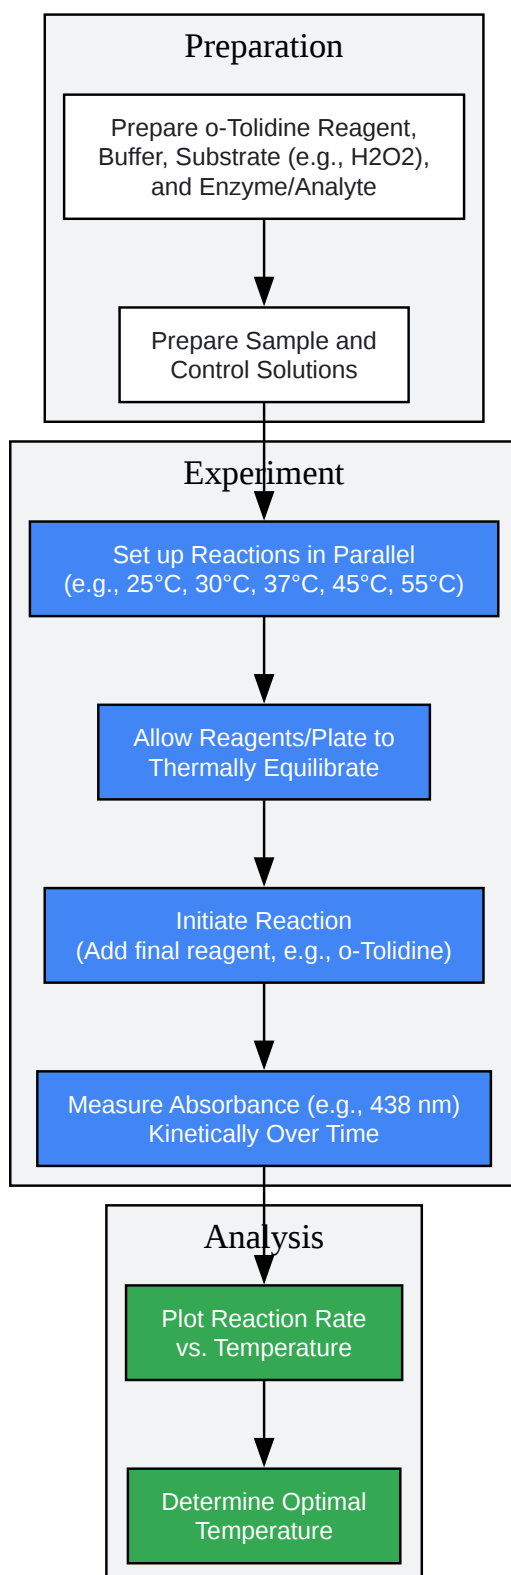 Preparation
Prepare o-Tolidine Reagent,
Buffer, Substrate (e.g., H2O2),
and Enzyme/Analyte
Prepare Sample and
Control Solutions
Experiment
Set up Reactions in Parallel
(e.g., 25°C, 30°C, 37°C, 45°C, 55°C)
Allow Reagents/Plate to
Thermally Equilibrate
Initiate Reaction
(Add final reagent, e.g., o-Tolidine)
Measure Absorbance (e.g., 438 nm)
Kinetically Over Time
Analysis
Plot Reaction Rate
vs. Temperature
Determine Optimal
Temperature